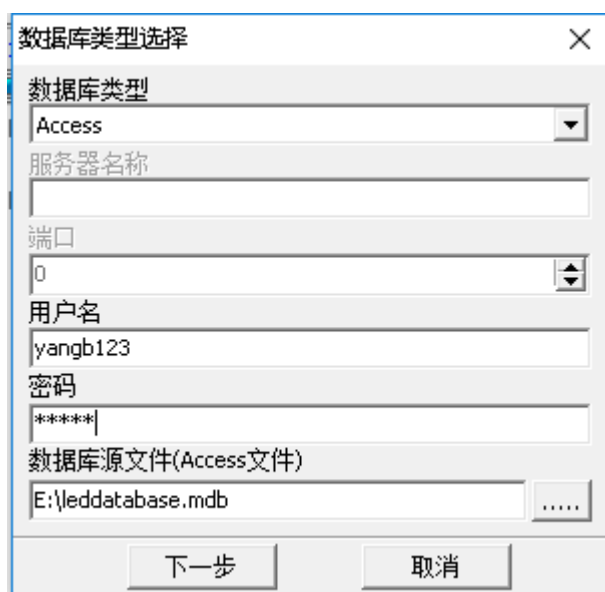 数据库类型选择
数据库类型
Access
服务器名称
端口
0
用户名
yangb123
密码
*****
数据库源文件(Access文件)
E:\leddatabase.mdb
.....
下一步
取消